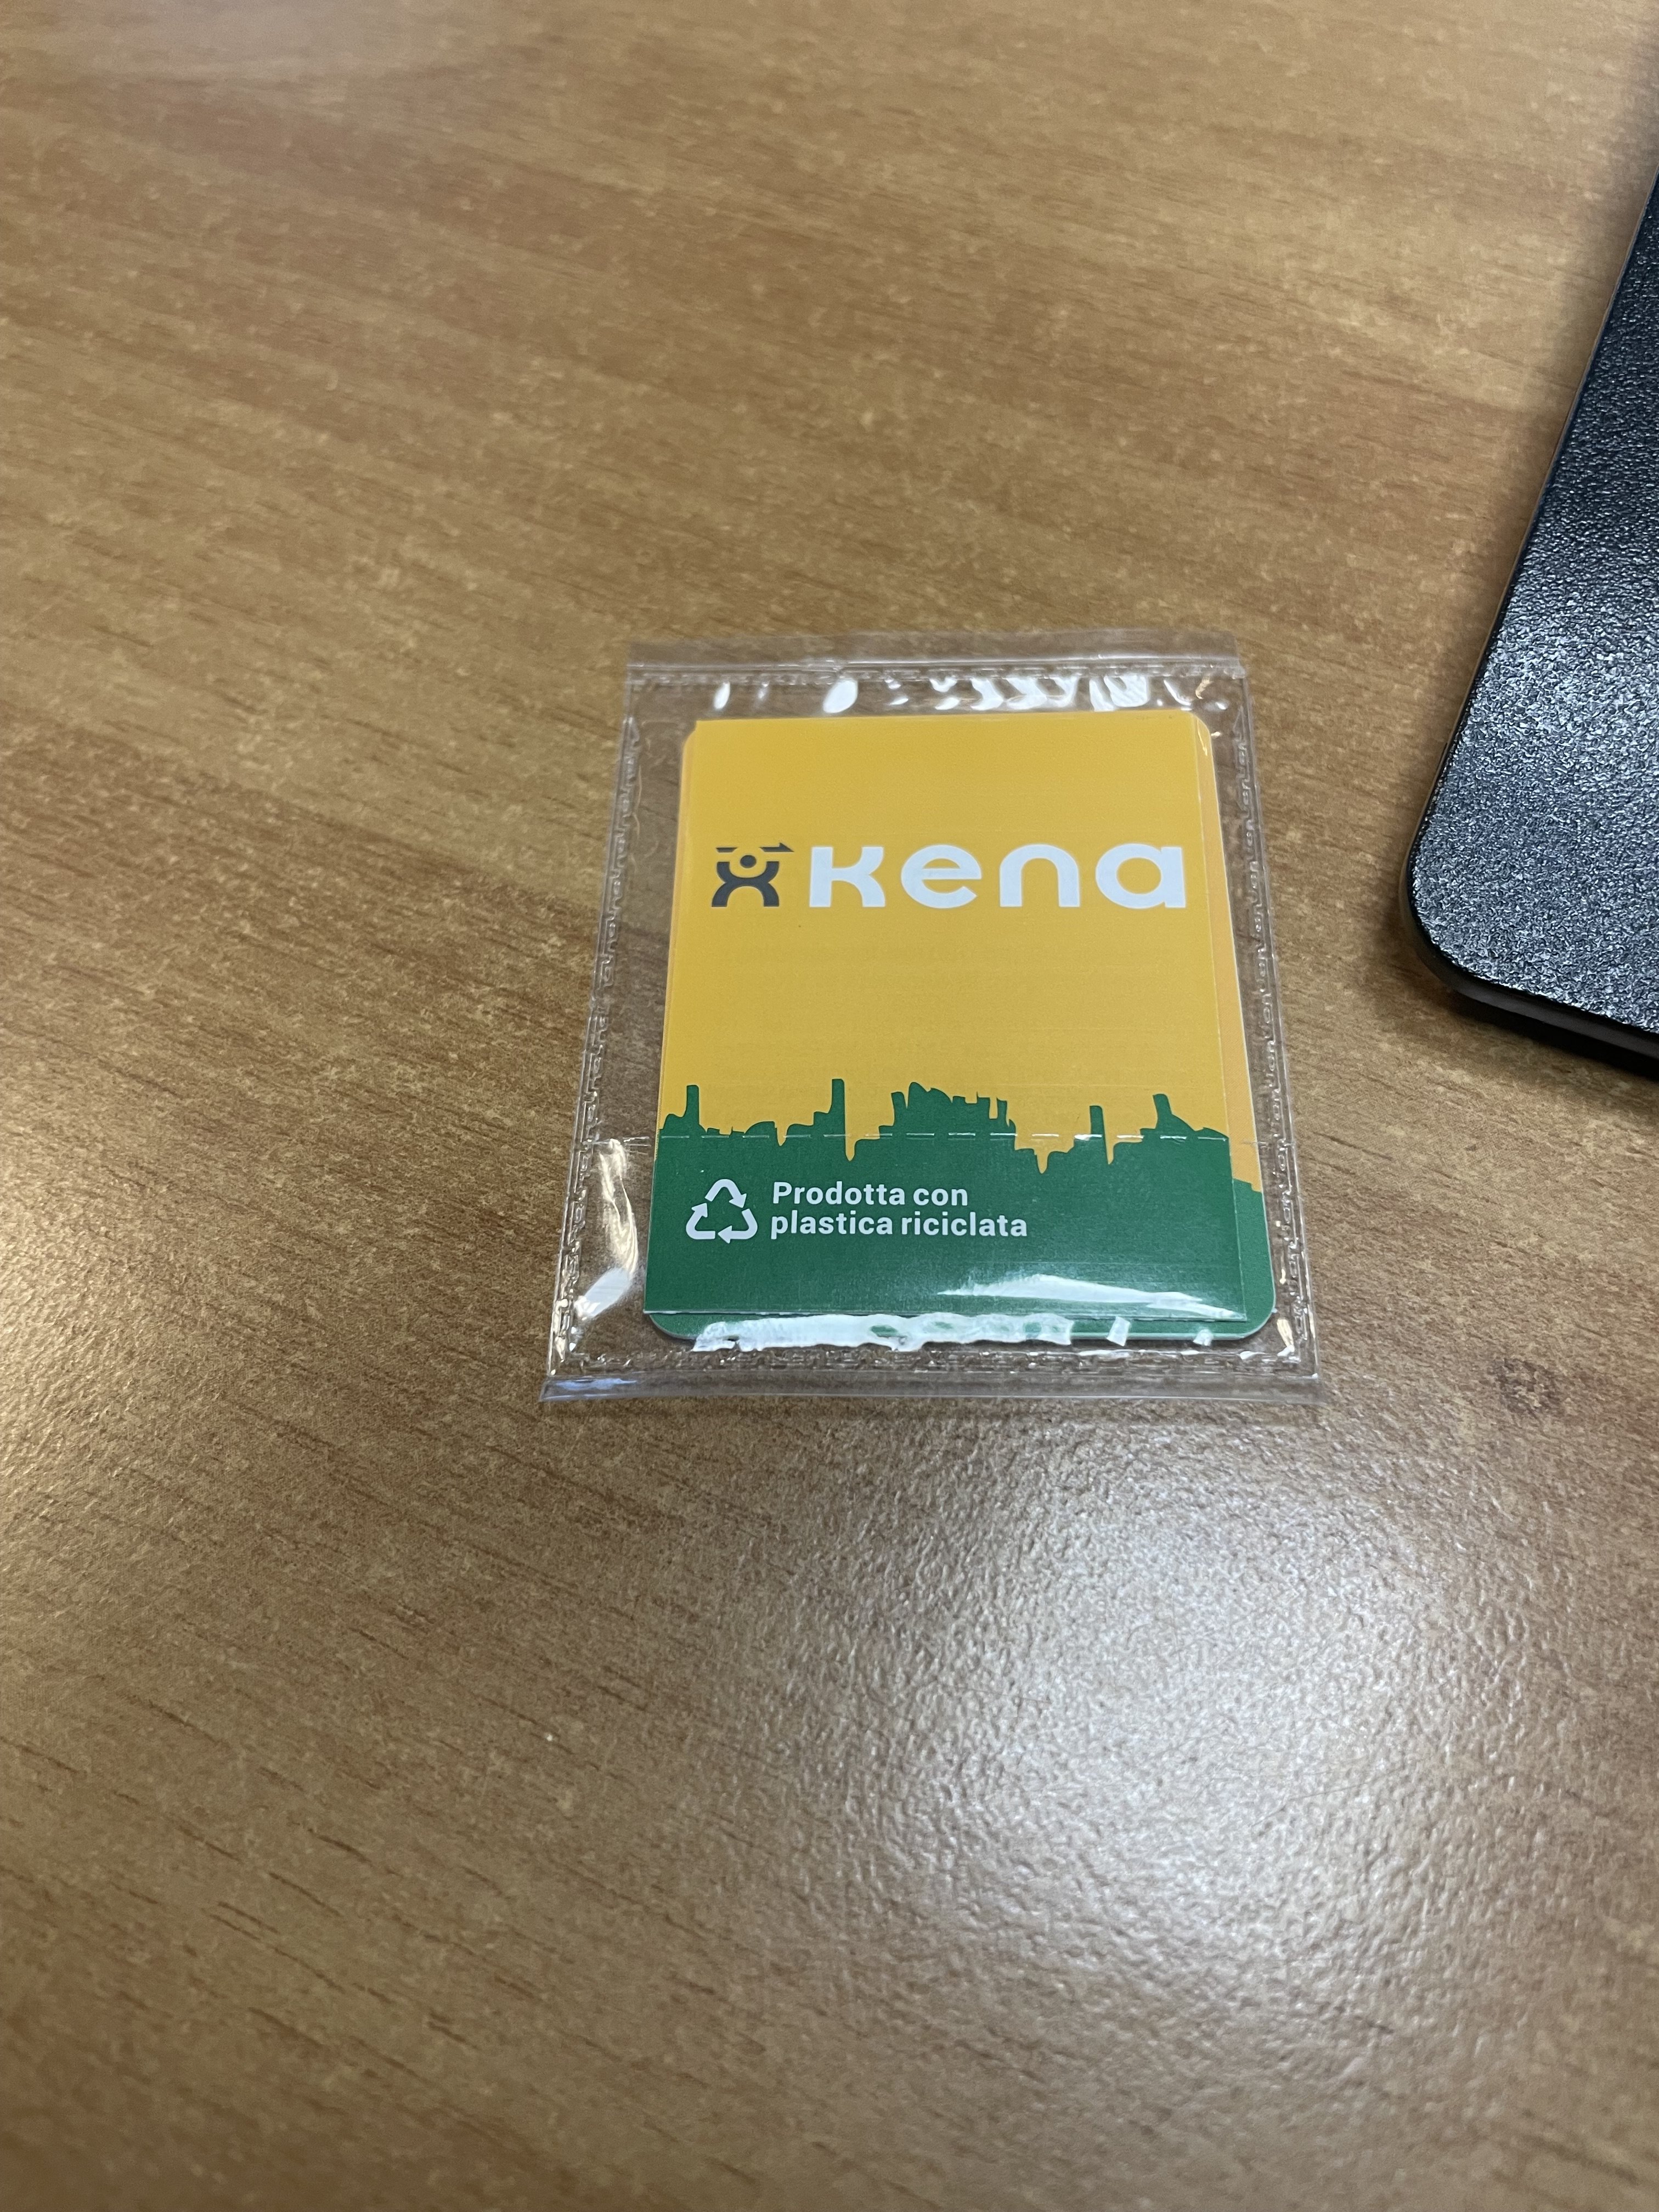 kena
Prodotta con
plastica riciclata